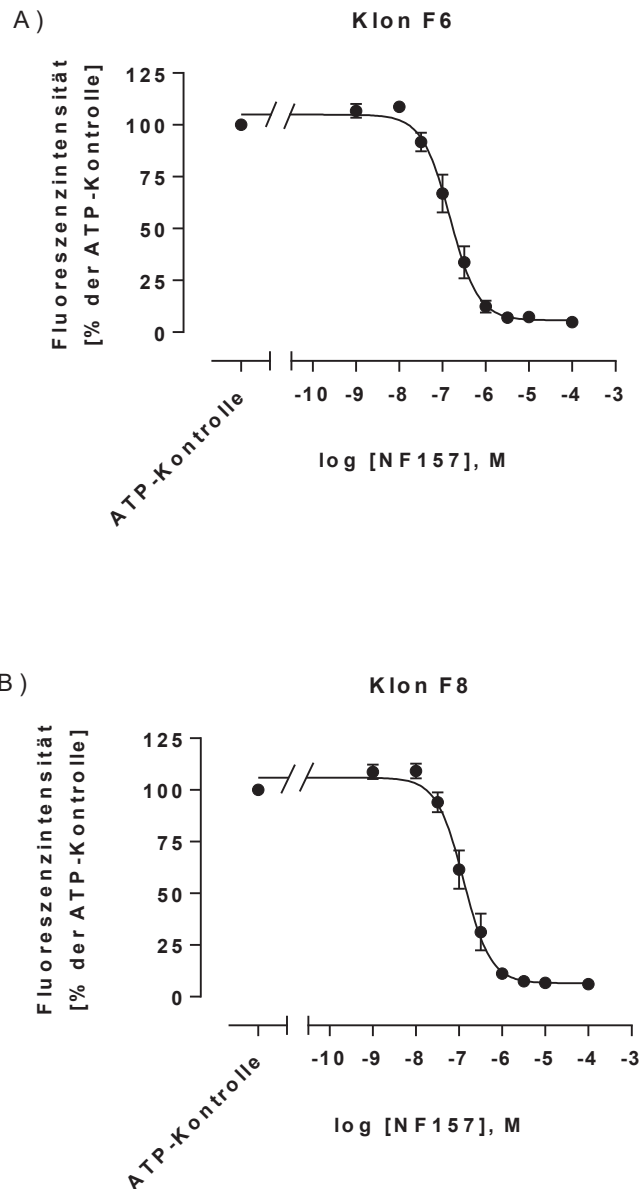 A)
Klon F6
Fluoreszenzintensität
[% der ATP-Kontrolle]
125
100
75
50
25
0
ATP-Kontrolle
-10 -9 -8 -7 -6 -5 -4 -3
log [NF157], M
B)
Klon F8
Fluoreszenzintensität
[% der ATP-Kontrolle]
125
100
75
50
25
0
ATP-Kontrolle
-10 -9 -8 -7 -6 -5 -4 -3
log [NF157], M